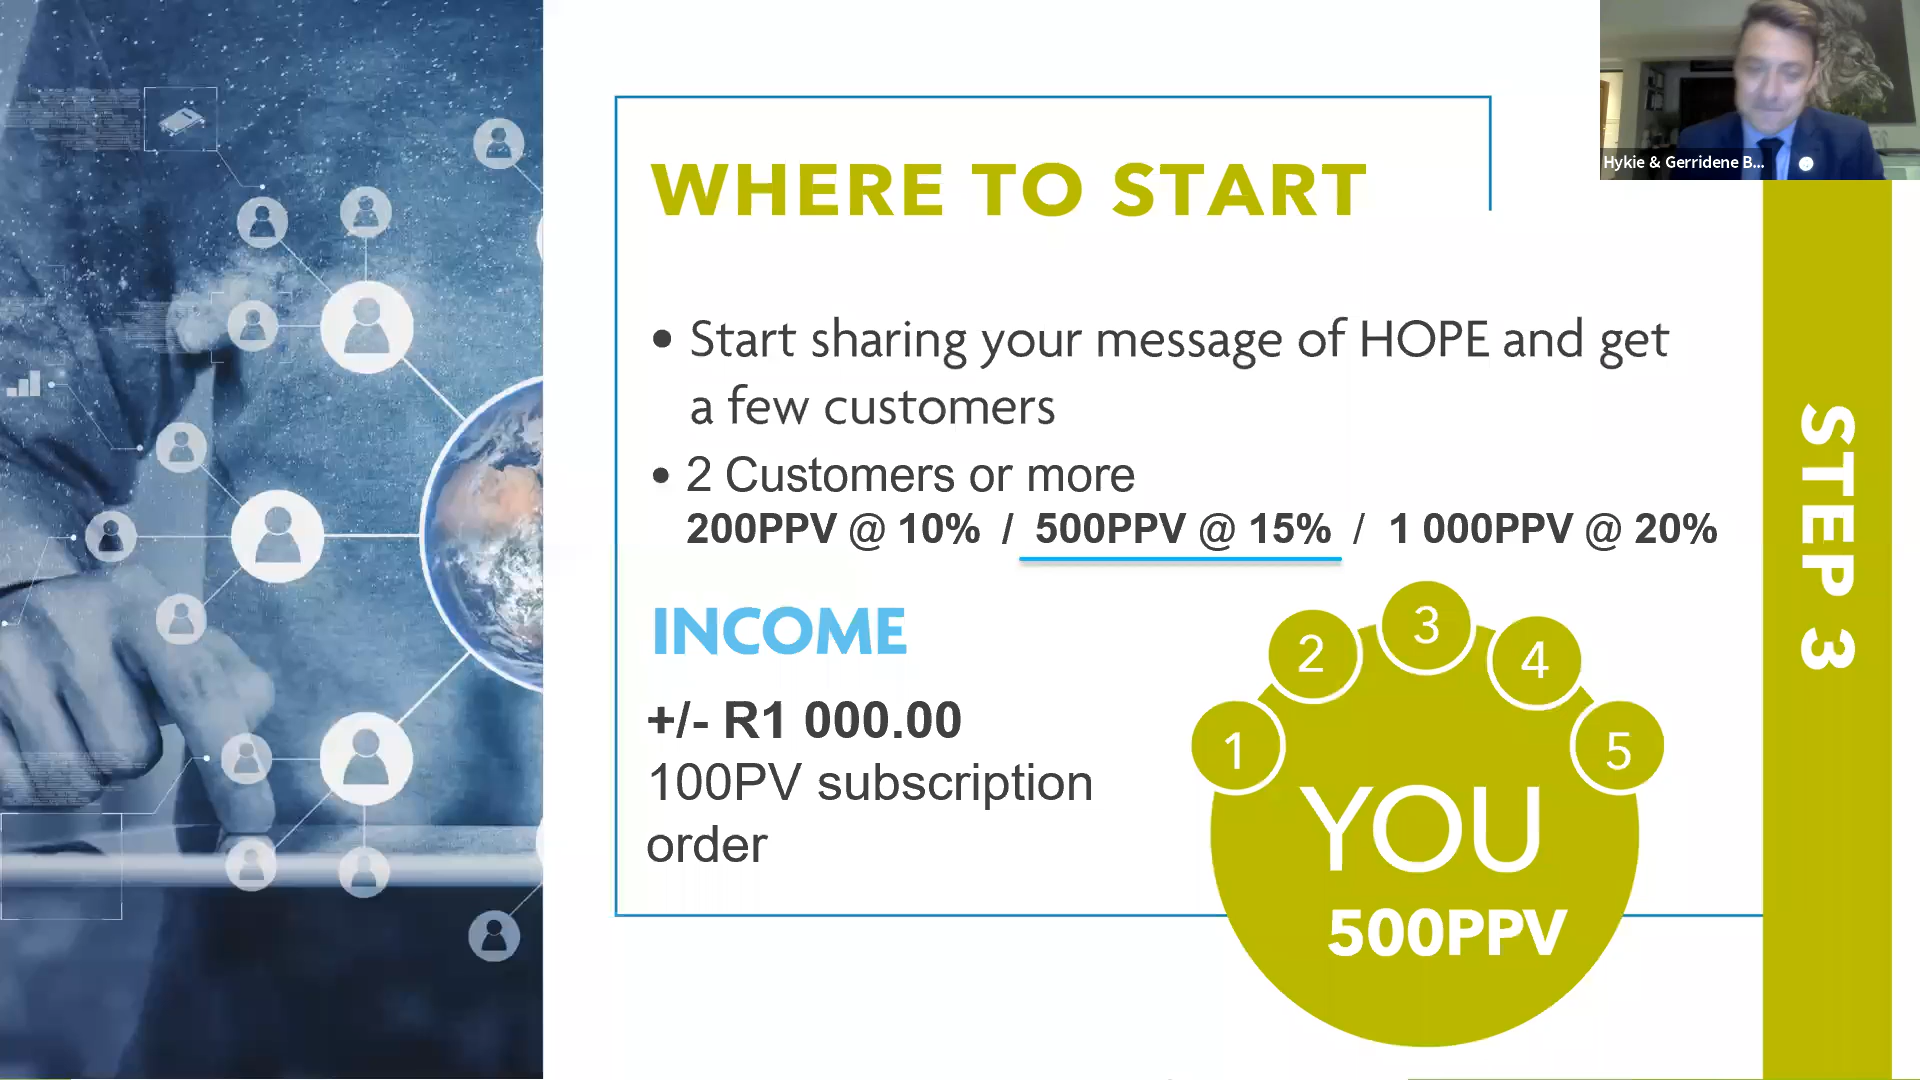 Hykie & Gerridene B...
WHERE TO START
• Start sharing your message of HOPE and get
a few customers
• 2 Customers or more
200PPV @ 10% / 500PPV @ 15% / 1 000PPV @ 20%
INCOME
+/- R1 000.00
100PV subscription
order
1
2
3
4
5
YOU
500PPV
STEP 3